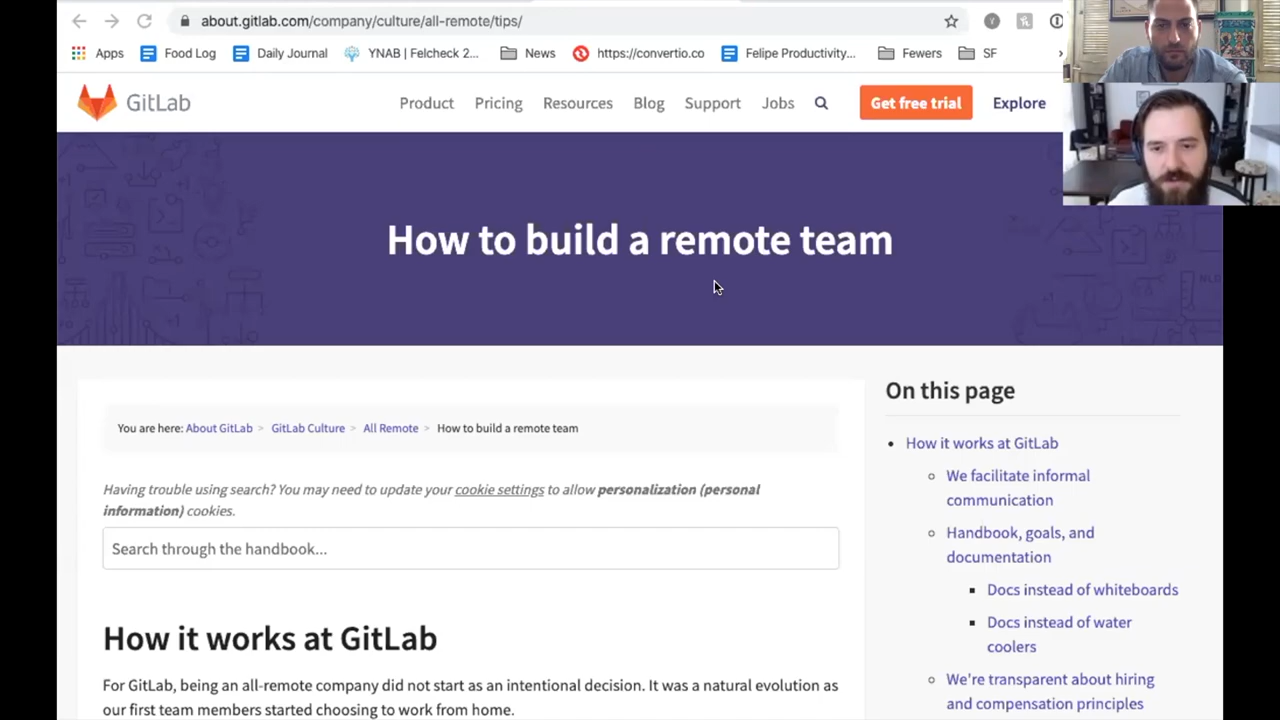 about.gitlab.com/company/culture/all-remote/tips/
Apps Food Log Daily Journal YNAB | Felcheck 2... News https://convertio.co Felipe Productivity... Fewers SF
GitLab Product Pricing Resources Blog Support Jobs Get free trial Explore
How to build a remote team
You are here: About GitLab > GitLab Culture > All Remote > How to build a remote team
Having trouble using search? You may need to update your cookie settings to allow personalization (personal
information) cookies.
Search through the handbook...
How it works at GitLab
For GitLab, being an all-remote company did not start as an intentional decision. It was a natural evolution as
our first team members started choosing to work from home.
On this page
How it works at GitLab
We facilitate informal
communication
Handbook, goals, and
documentation
Docs instead of whiteboards
Docs instead of water
coolers
We're transparent about hiring
and compensation principles